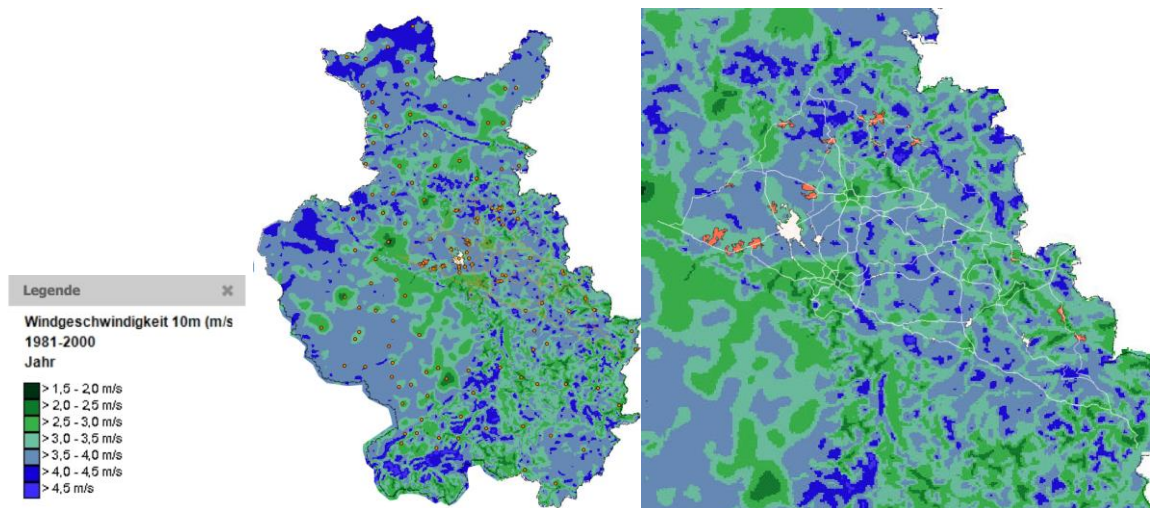 Legende
Windgeschwindigkeit 10m (m/s
1981-2000
Jahr
> 1,5 - 2,0 m/s
> 2,0 - 2,5 m/s
> 2,5 - 3,0 m/s
> 3,0 - 3,5 m/s
> 3,5 - 4,0 m/s
> 4,0 - 4,5 m/s
> 4,5 m/s